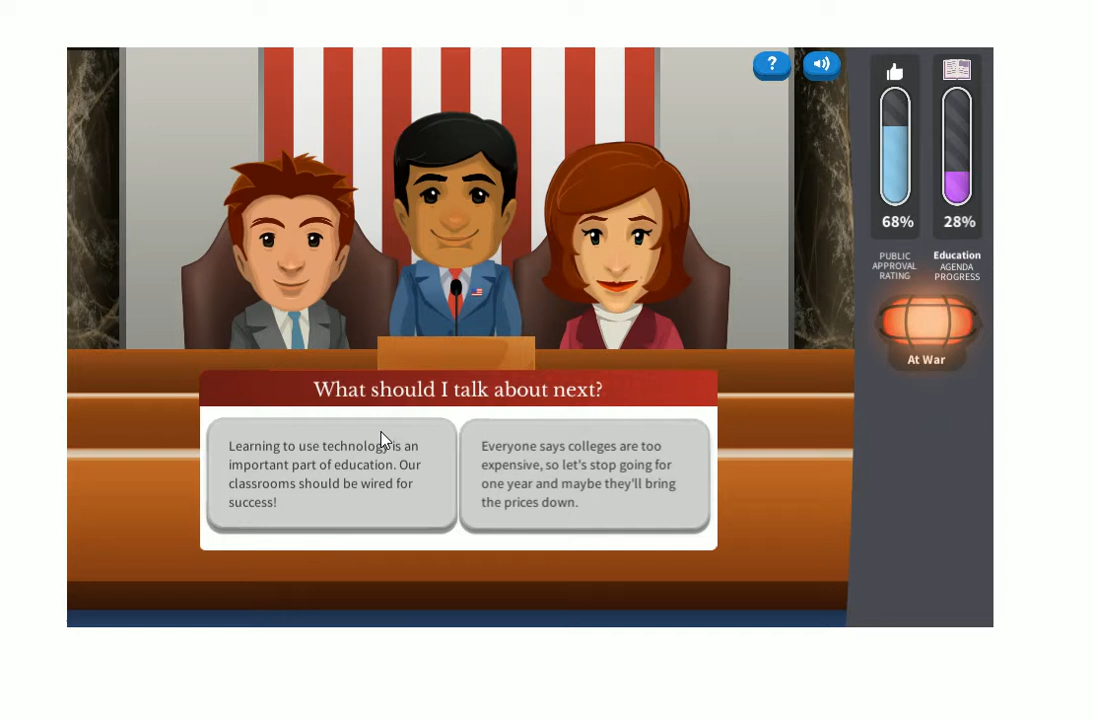 ?
68%
28%
PUBLIC
APPROVAL
RATING
Education
AGENDA
PROGRESS
At War
What should I talk about next?
Learning to use technology is an
important part of education. Our
classrooms should be wired for
success!
Everyone says colleges are too
expensive, so let's stop going for
one year and maybe they'll bring
the prices down.